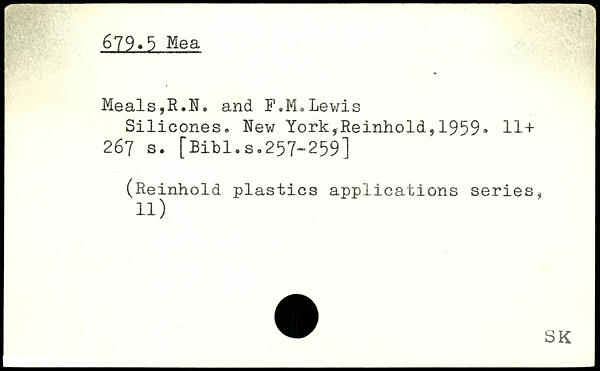 679.5 Mea
Meals,R.N. and F.M.Lewis
Silicones. New York,Reinhold,1959. 11+
267 s. [Bibl.s.257-259]
(Reinhold plastics applications series,
11)
SK